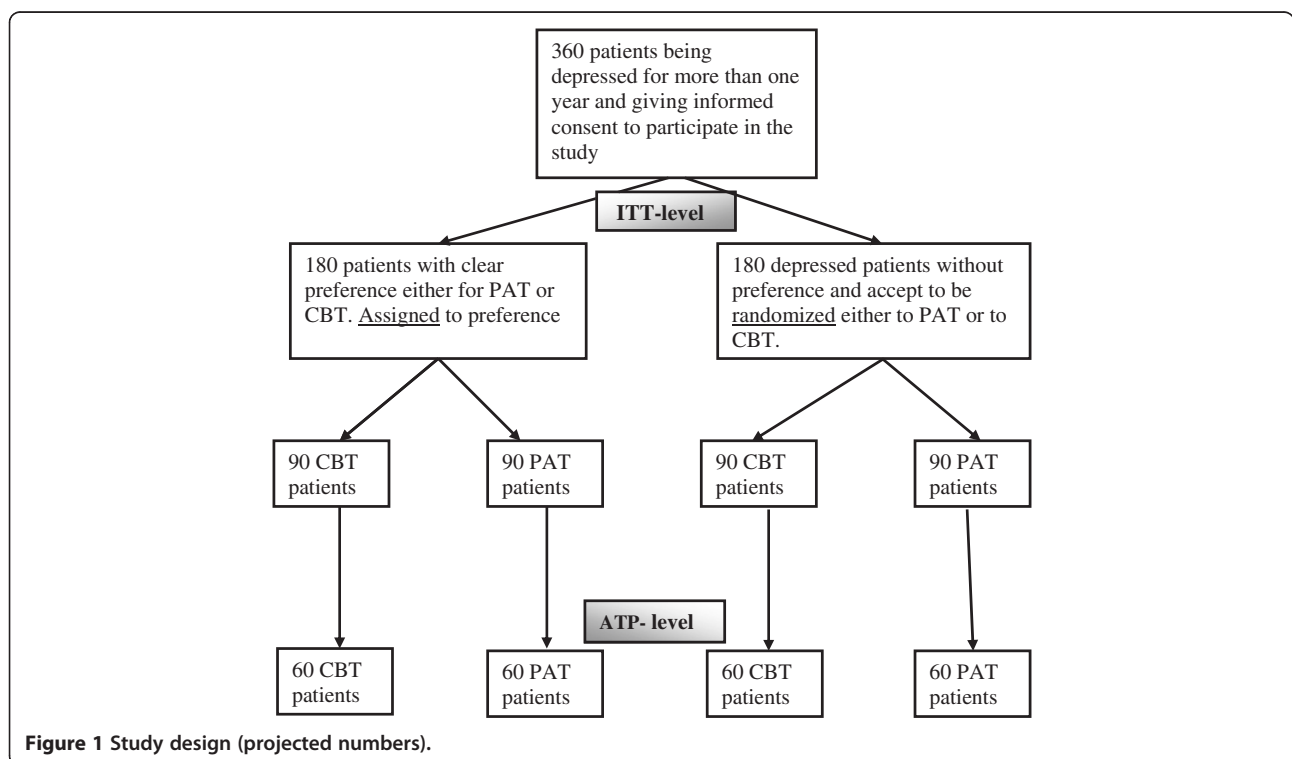 360 patients being
depressed for more than one
year and giving informed
consent to participate in the
study
ITT-level
180 patients with clear
preference either for PAT or
CBT. Assigned to preference
180 depressed patients without
preference and accept to be
randomized either to PAT or to
CBT.
90 CBT
patients
90 PAT
patients
90 CBT
patients
90 PAT
patients
ATP- level
60 CBT
patients
60 PAT
patients
60 CBT
patients
60 PAT
patients
Figure 1 Study design (projected numbers).